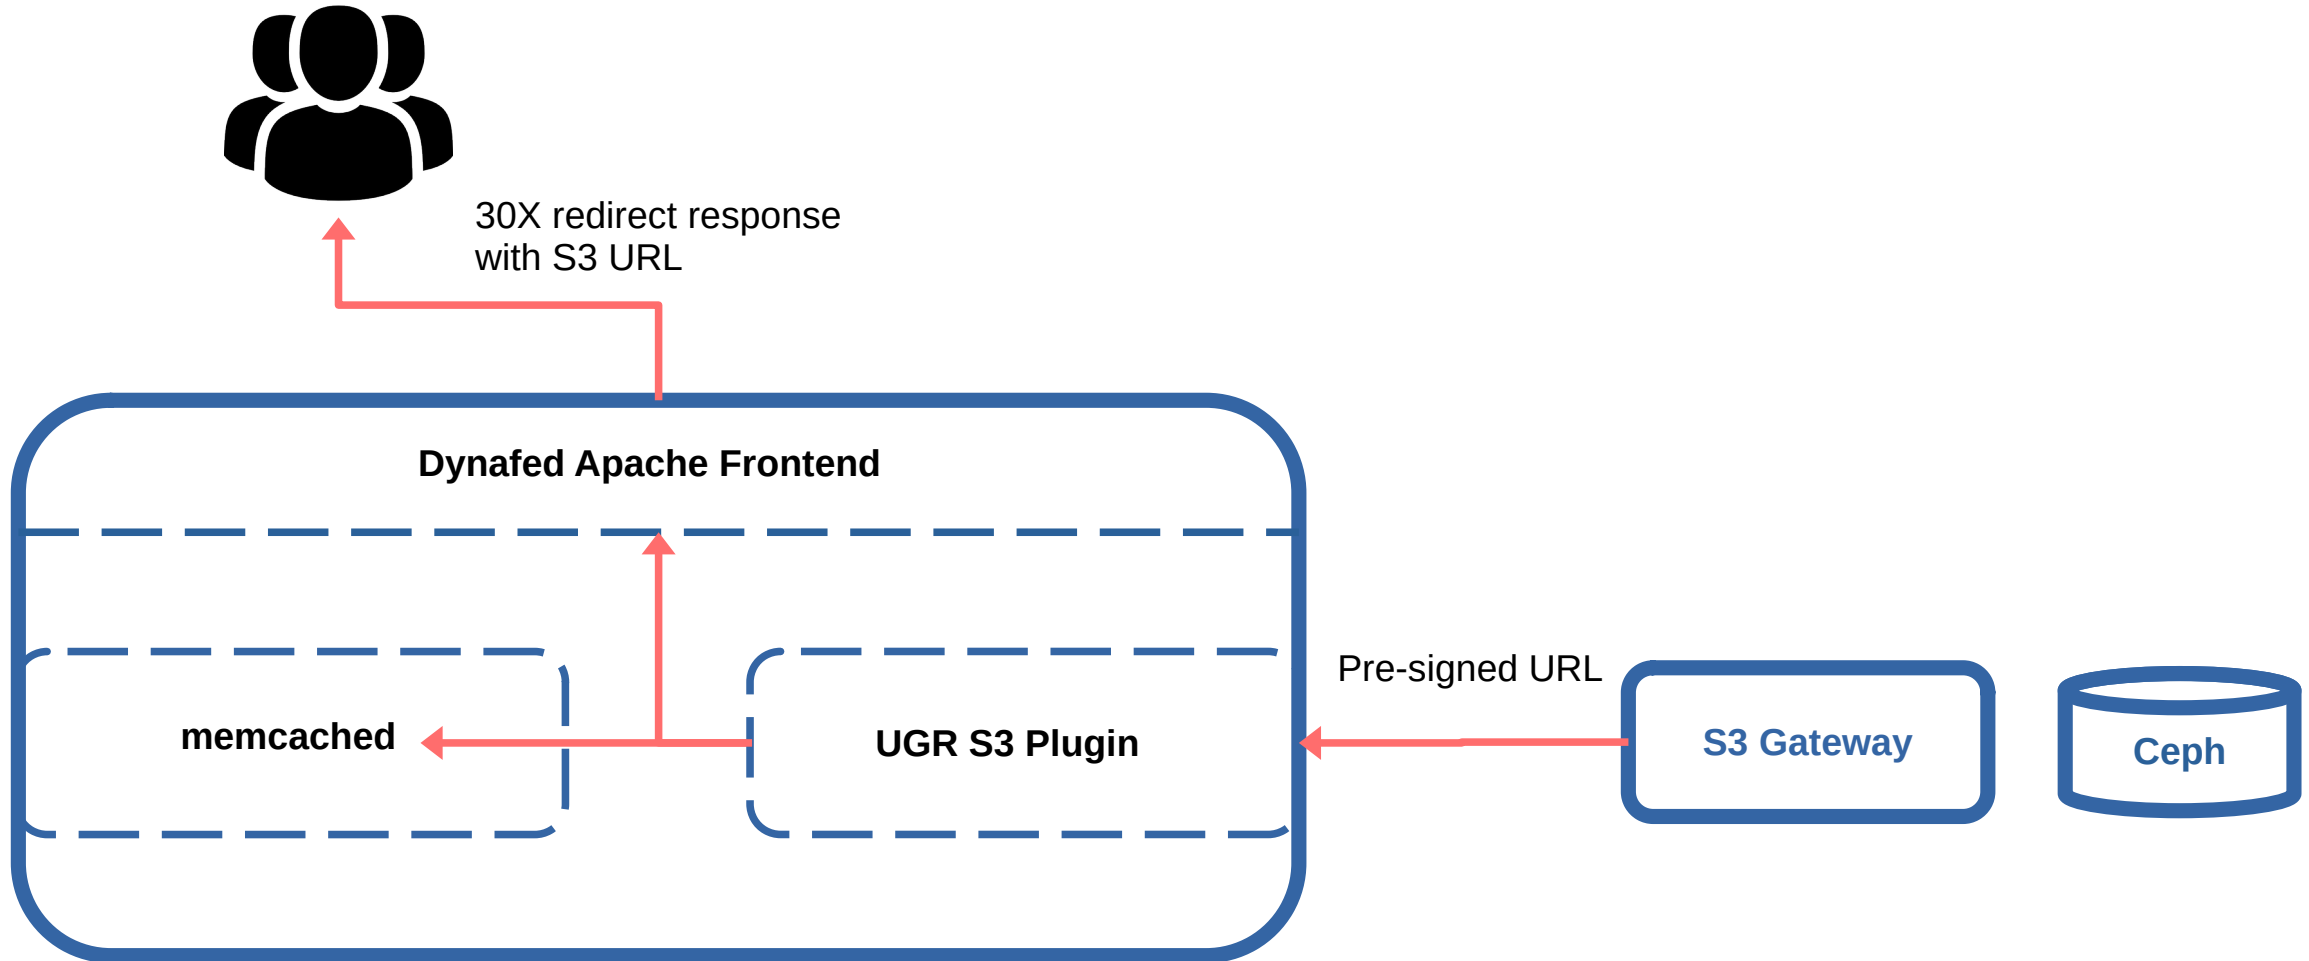 30X redirect response
with S3 URL
Dynafed Apache Frontend
Pre-signed URL
memcached
UGR S3 Plugin
S3 Gateway
Ceph